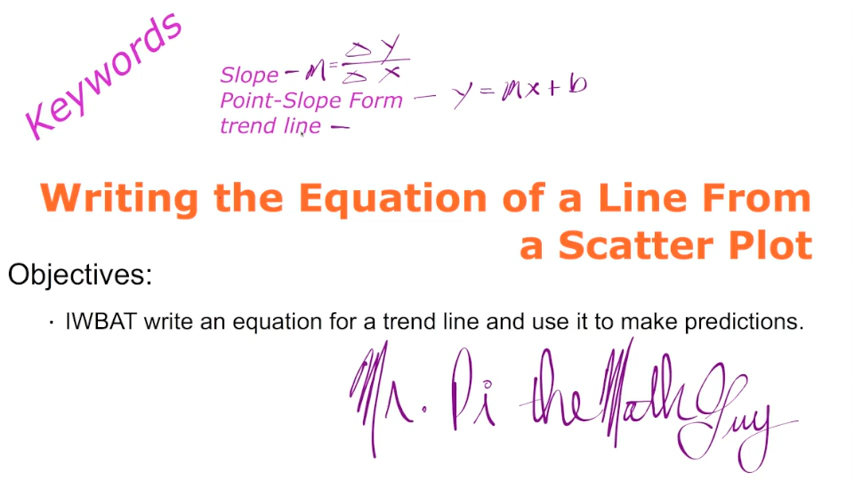 Keywords
Slope - m = Δy/Δx
Point-Slope Form - y = mx + b
trend line -
Writing the Equation of a Line From
a Scatter Plot
Objectives:
· IWBAT write an equation for a trend line and use it to make predictions.
Mr. Pi the Math Guy